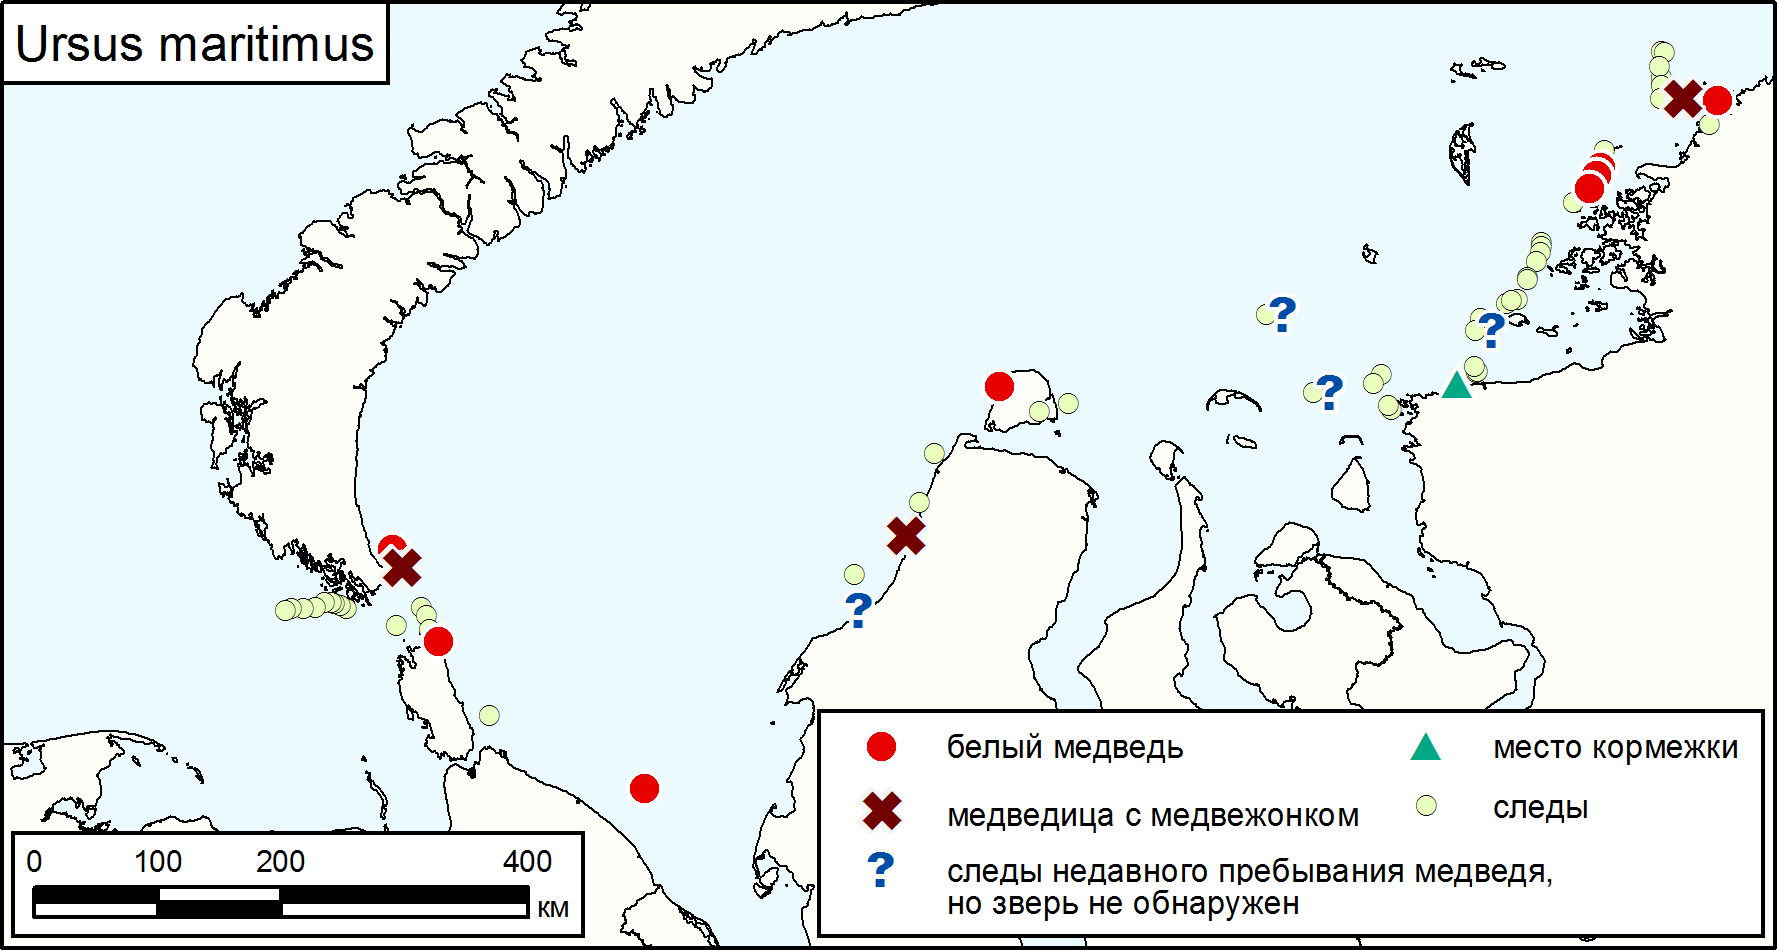 Ursus maritimus
? 
?
?
?
белый медведь
место кормежки
медведица с медвежонком
следы
? следы недавного пребывания медведя,
но зверь не обнаружен
0 100 200 400
км